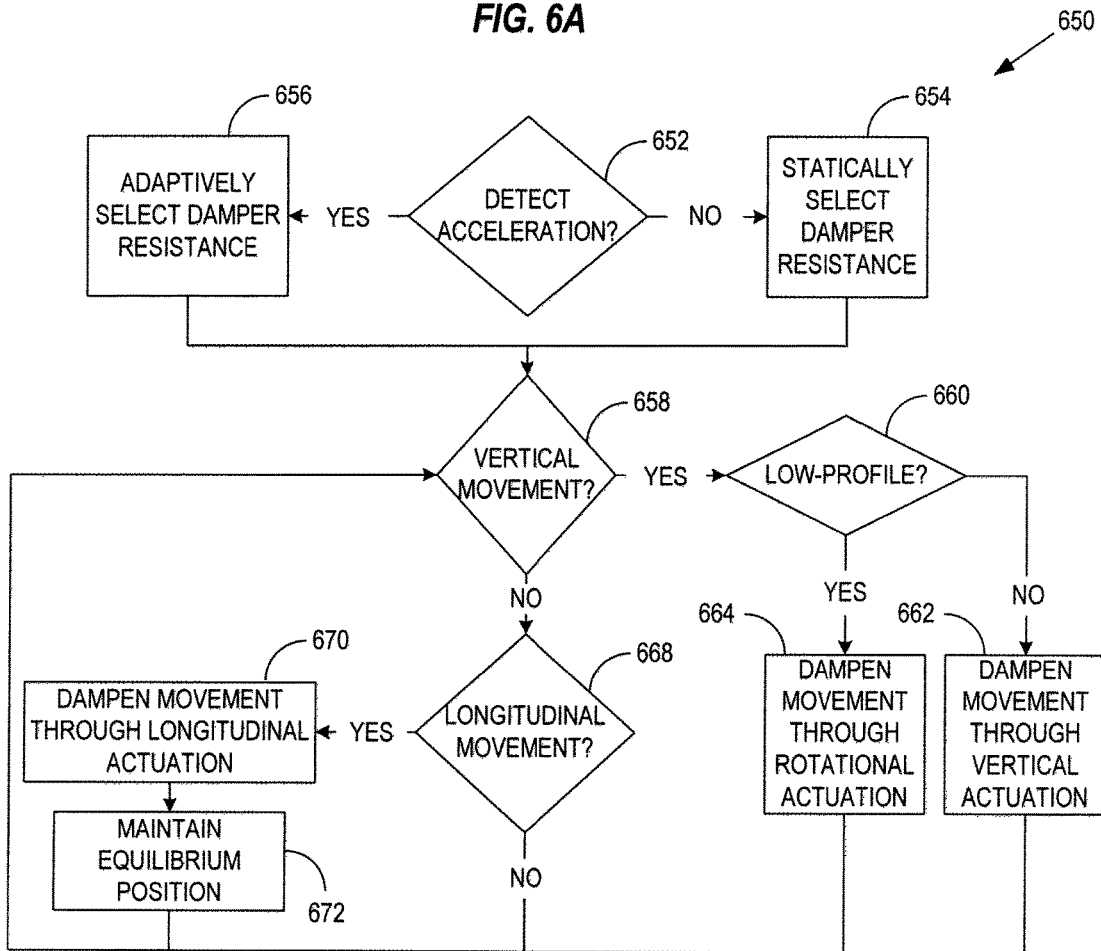 FIG. 6A
650
656
652
654
ADAPTIVELY
SELECT DAMPER
RESISTANCE
YES
DETECT
ACCELERATION?
NO
STATICALLY
SELECT
DAMPER
RESISTANCE
658
660
VERTICAL
MOVEMENT?
YES
LOW-PROFILE?
NO
YES
NO
670
668
664
662
DAMPEN MOVEMENT
THROUGH LONGITUDINAL
ACTUATION
YES
LONGITUDINAL
MOVEMENT?
DAMPEN
MOVEMENT
THROUGH
ROTATIONAL
ACTUATION
DAMPEN
MOVEMENT
THROUGH
VERTICAL
ACTUATION
MAINTAIN
EQUILIBRIUM
POSITION
672
NO